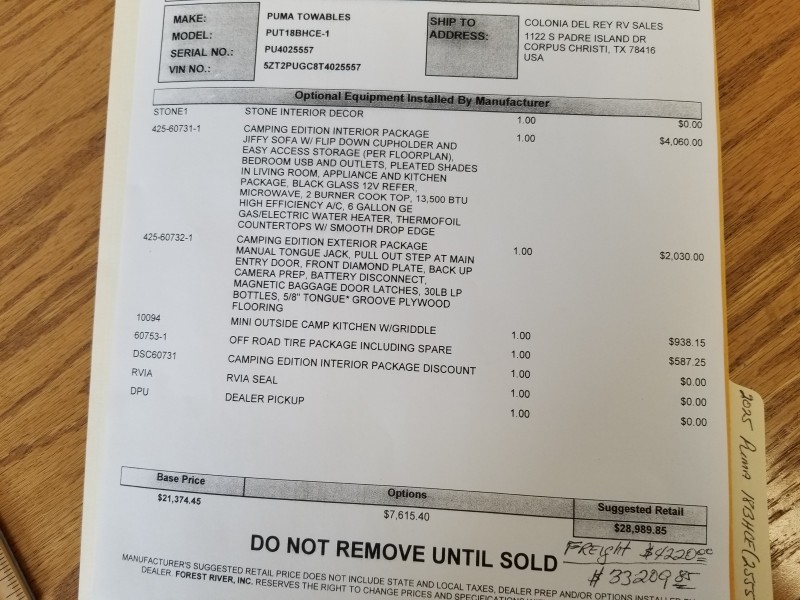 MAKE: PUMA TOWABLES
MODEL: PUT18BHCE-1
SERIAL NO.: PU4025557
VIN NO.: 5ZT2PUGC8T4025557
SHIP TO ADDRESS: COLONIA DEL REY RV SALES
1122 S PADRE ISLAND DR
CORPUS CHRISTI, TX 78416
USA
Optional Equipment Installed By Manufacturer
STONE1 STONE INTERIOR DECOR 1.00 $0.00
425-60731-1 CAMPING EDITION INTERIOR PACKAGE 1.00 $4,060.00
JIFFY SOFA W/ FLIP DOWN CUPHOLDER AND
EASY ACCESS STORAGE (PER FLOORPLAN),
BEDROOM USB AND OUTLETS, PLEATED SHADES
IN LIVING ROOM, APPLIANCE AND KITCHEN
PACKAGE, BLACK GLASS 12V REFER,
MICROWAVE, 2 BURNER COOK TOP, 13,500 BTU
HIGH EFFICIENCY A/C, 6 GALLON GE
GAS/ELECTRIC WATER HEATER, THERMOFOIL
COUNTERTOPS W/ SMOOTH DROP EDGE
425-60732-1 CAMPING EDITION EXTERIOR PACKAGE 1.00 $2,030.00
MANUAL TONGUE JACK, PULL OUT STEP AT MAIN
ENTRY DOOR, FRONT DIAMOND PLATE, BACK UP
CAMERA PREP, BATTERY DISCONNECT,
MAGNETIC BAGGAGE DOOR LATCHES, 30LB LP
BOTTLES, 5/8" TONGUE* GROOVE PLYWOOD
FLOORING
10094 MINI OUTSIDE CAMP KITCHEN W/GRIDDLE 1.00 $938.15
60753-1 OFF ROAD TIRE PACKAGE INCLUDING SPARE 1.00 $587.25
DSC60731 CAMPING EDITION INTERIOR PACKAGE DISCOUNT 1.00 $0.00
RVIA RVIA SEAL 1.00 $0.00
DPU DEALER PICKUP 1.00 $0.00
Base Price Options Suggested Retail
$21,374.45 $7,615.40 $28,989.85
DO NOT REMOVE UNTIL SOLD
FREIGHT $4220.00
$33209.85
MANUFACTURER'S SUGGESTED RETAIL PRICE DOES NOT INCLUDE STATE AND LOCAL TAXES, DEALER PREP AND/OR OPTIONS INSTALLED
DEALER. FOREST RIVER, INC. RESERVES THE RIGHT TO CHANGE PRICES AND SPECIFICATIONS
2025 Puma 18BHCE